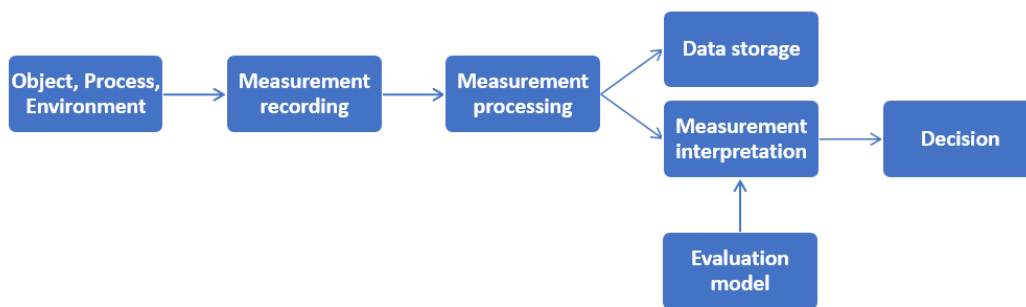 Object, Process,
Environment
Measurement
recording
Measurement
processing
Data storage
Measurement
interpretation
Decision
Evaluation
model